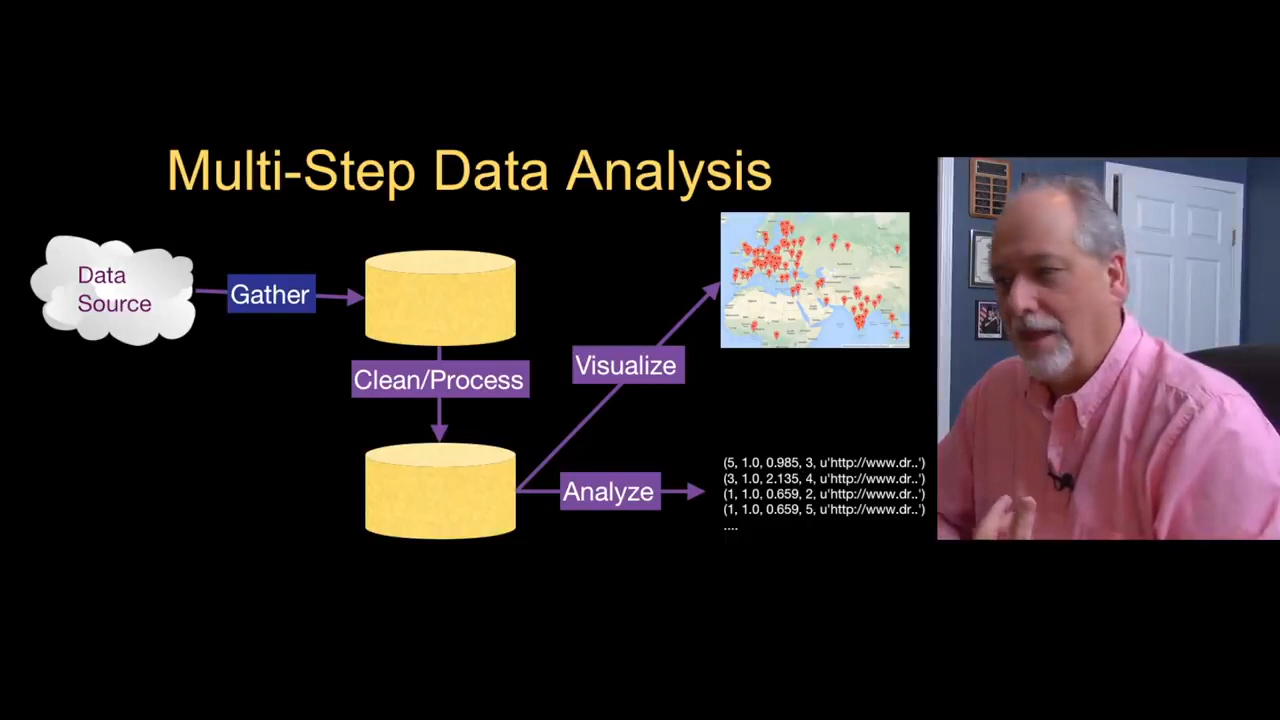 Multi-Step Data Analysis
Data
Source
Gather
Clean/Process
Visualize
Analyze
(5, 1.0, 0.985, 3, u'http://www.dr..')
(3, 1.0, 2.135, 4, u'http://www.dr..')
(1, 1.0, 0.659, 2, u'http://www.dr..')
(1, 1.0, 0.659, 5, u'http://www.dr..')
....